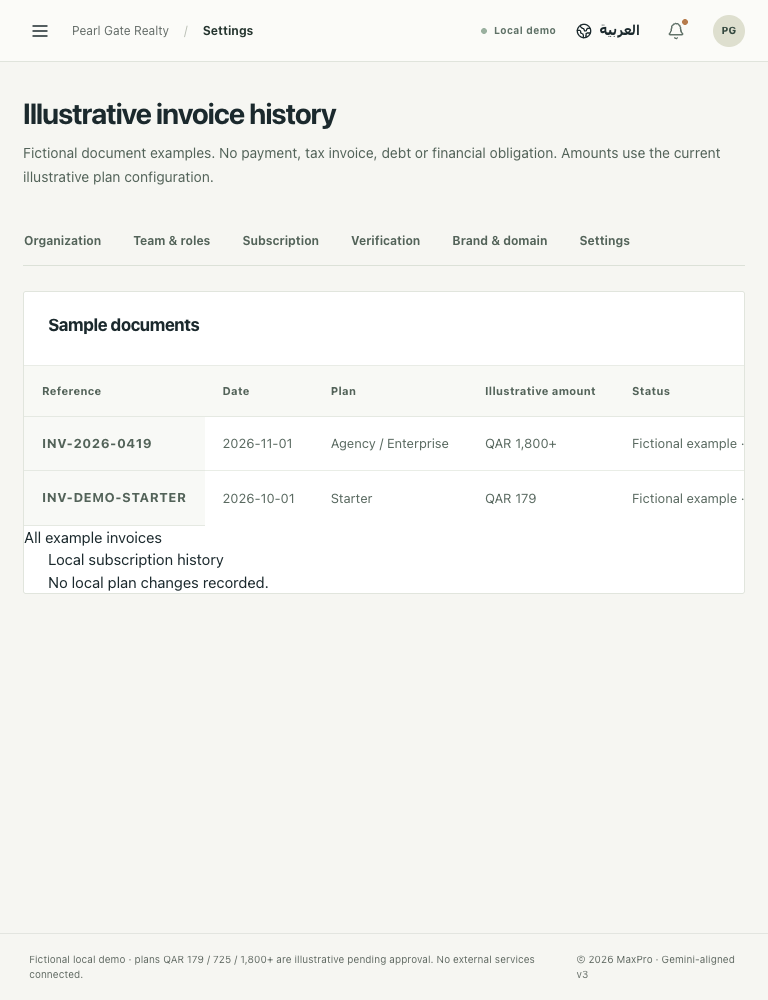 Pearl Gate Realty / Settings
Local demo
العربية
PG
Illustrative invoice history
Fictional document examples. No payment, tax invoice, debt or financial obligation. Amounts use the current
illustrative plan configuration.
Organization Team & roles Subscription Verification Brand & domain Settings
Sample documents
Reference Date Plan Illustrative amount Status
INV-2026-0419 2026-11-01 Agency / Enterprise QAR 1,800+ Fictional example ·
INV-DEMO-STARTER 2026-10-01 Starter QAR 179 Fictional example ·
All example invoices
Local subscription history
No local plan changes recorded.
Fictional local demo · plans QAR 179 / 725 / 1,800+ are illustrative pending approval. No external services
connected.
© 2026 MaxPro · Gemini-aligned
v3